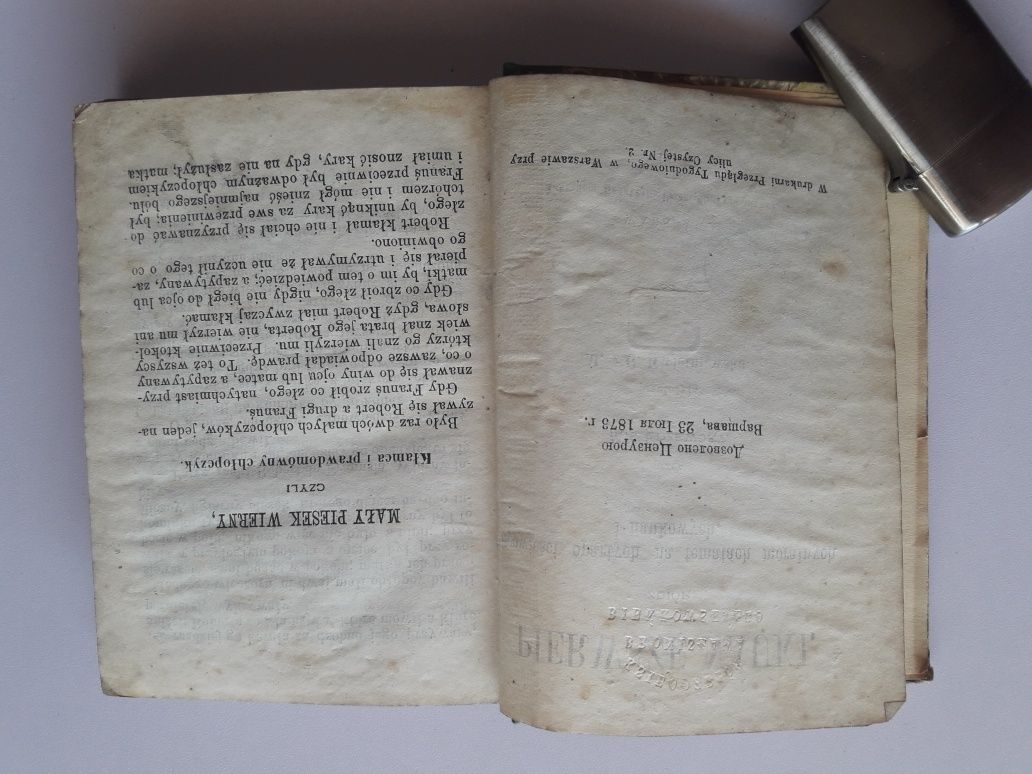 Дозволено Цензурою
Варшава, 23 Іюля 1873 г.
W drukarni Przeglądu Tygodniowego, w Warszawie przy
ulicy Czystej Nr. 2.
MAŁY PIESEK WIERNY,
CZYLI
Kłamca i prawdomówny chłopczyk.
Było raz dwóch małych chłopczyków, jeden na-
zywał się Robert a drugi Franuś.
Gdy Franuś zrobił co złego, natychmiast przy-
znawał się do winy ojcu lub matce, a zapytywany
o co, zawsze odpowiadał prawdę. To też wszyscy
którzy go znali wierzyli mu. Przeciwnie ktokol-
wiek znał brata jego Roberta, nie wierzył mu ani
słowa, gdyż Robert miał zwyczaj kłamać.
Gdy co zbroił złego, nigdy nie biegł do ojca lub
matki, by im o tem powiedzieć; a zapytywany, za-
pierał się i utrzymywał że nie uczynił tego o co
go obwiniono.
Robert kłamał i nie chciał się przyznawać do
złego, by uniknąć kary za swe przewinienia; był
tchórzem i nie mógł znieść najmniejszego bólu.
Franuś przeciwnie był odważnym chłopczykiem
i umiał znosić kary, gdy na nie zasłużył; matka